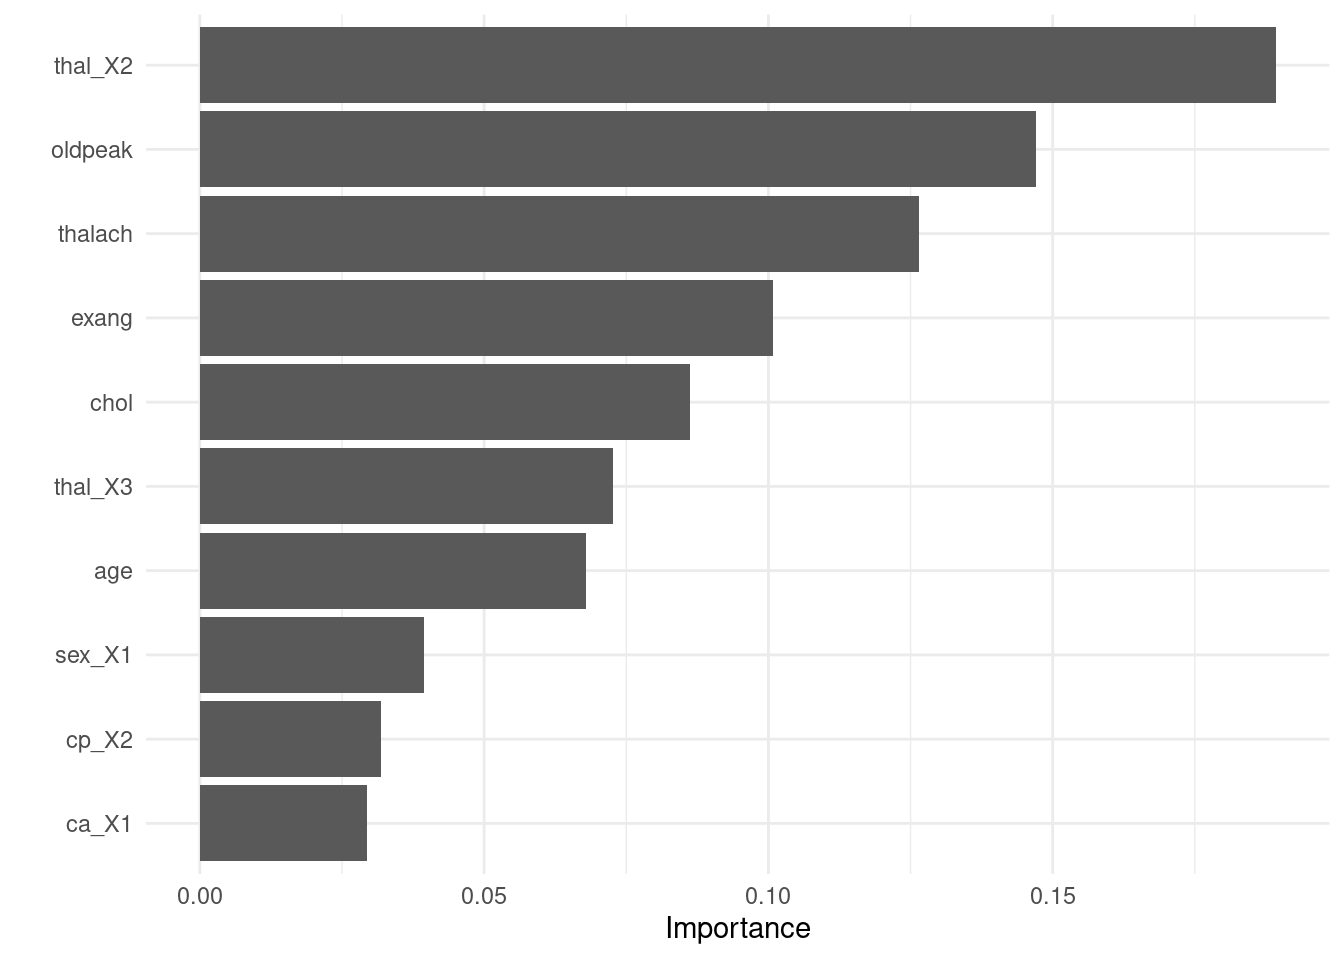 thal_X2
oldpeak
thalach
exang
chol
thal_X3
age
sex_X1
cp_X2
ca_X1
0.00 0.05 0.10 0.15
Importance